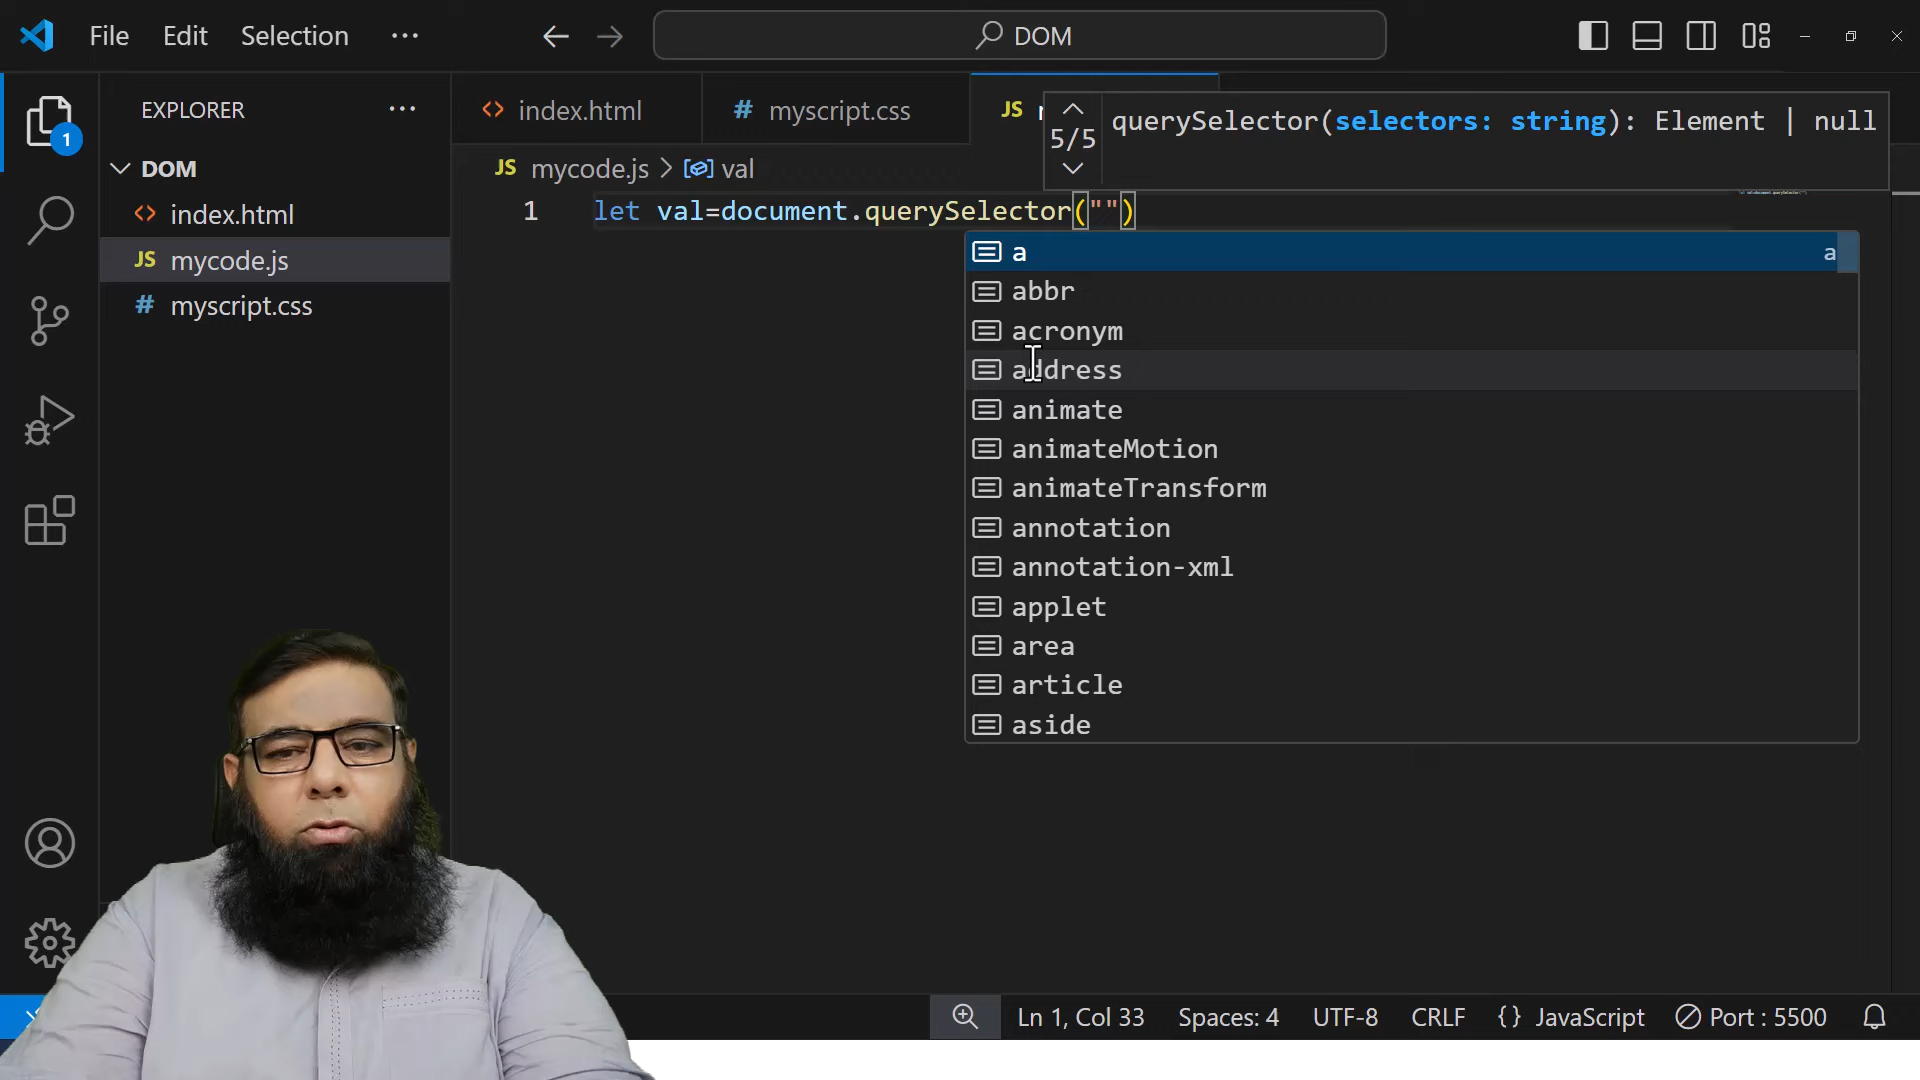 File Edit Selection ··· DOM
EXPLORER ···
index.html
# myscript.css
JS
5/5 querySelector(selectors: string): Element | null
1
DOM
JS mycode.js > val
index.html
1 let val=document.querySelector("")
JS mycode.js
# myscript.css
a a
abbr
acronym
address
animate
animateMotion
animateTransform
annotation
annotation-xml
applet
area
article
aside
Ln 1, Col 33 Spaces: 4 UTF-8 CRLF {} JavaScript Port : 5500